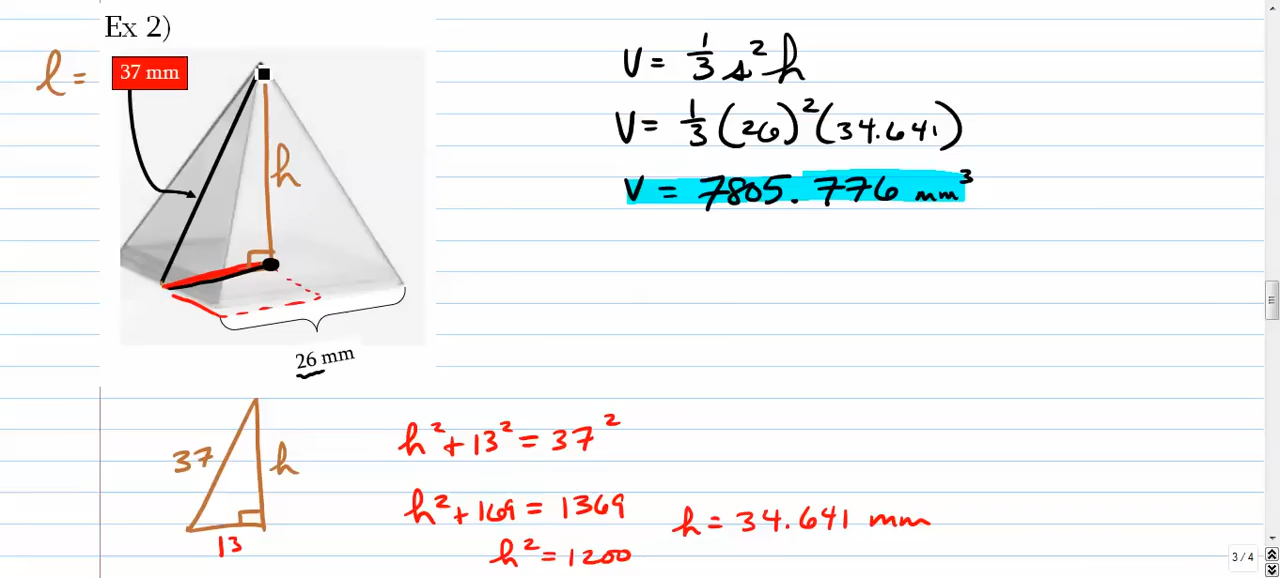 Ex 2)
l = 37 mm
h
26 mm
V = 1/3 s²h
V = 1/3 (26)²(34.641)
V = 7805.776 mm³
37
h
13
h² + 13² = 37²
h² + 169 = 1369
h² = 1200
h = 34.641 mm
3 / 4